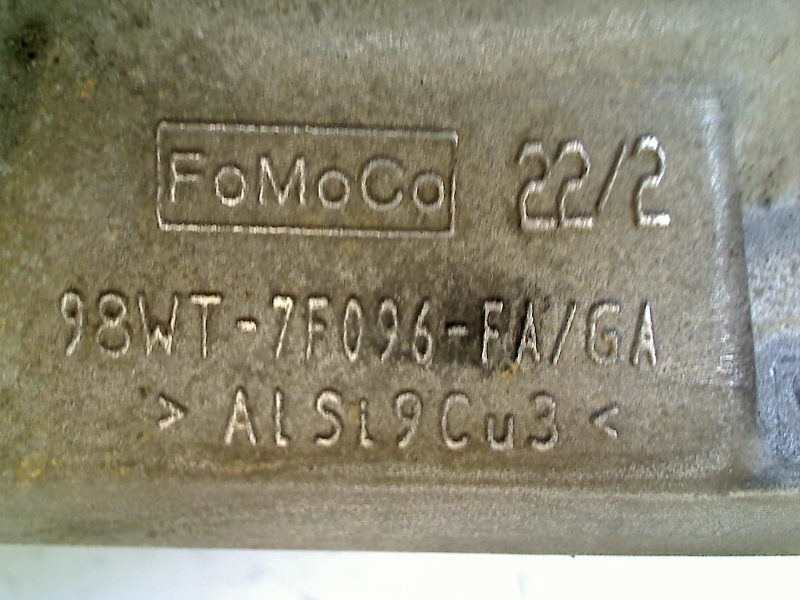 FoMoCo 22/2
98WT-7F096-FA/GA
>AlSi9Cu3<